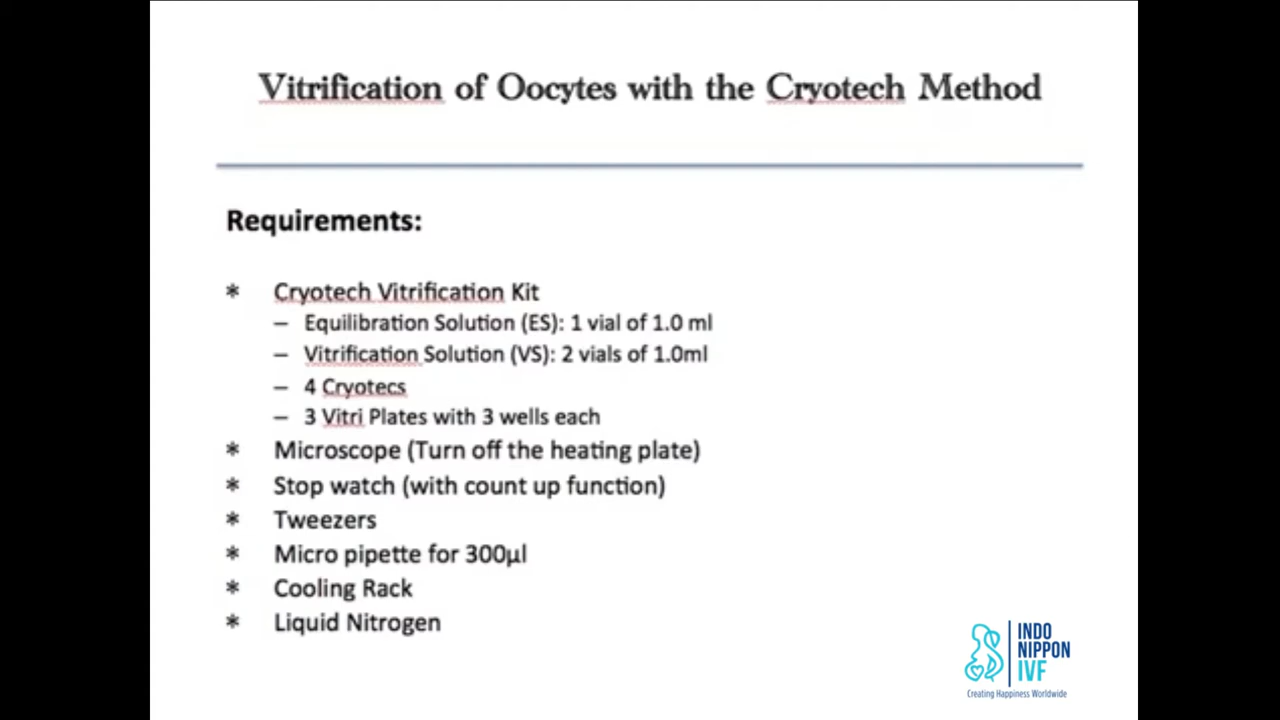 Vitrification of Oocytes with the Cryotech Method
Requirements:
* Cryotech Vitrification Kit
– Equilibration Solution (ES): 1 vial of 1.0 ml
– Vitrification Solution (VS): 2 vials of 1.0ml
– 4 Cryotecs
– 3 Vitri Plates with 3 wells each
* Microscope (Turn off the heating plate)
* Stop watch (with count up function)
* Tweezers
* Micro pipette for 300µl
* Cooling Rack
* Liquid Nitrogen
INDO
NIPPON
IVF
Creating Happiness Worldwide